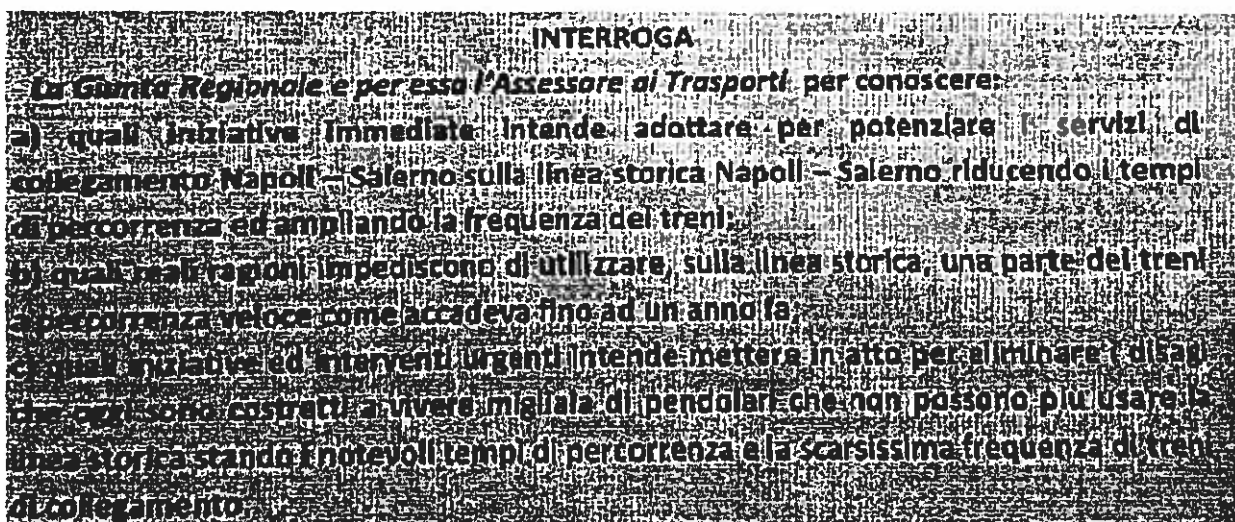 INTERROGA
La Giunta Regionale e per essa l'Assessore ai Trasporti per conoscere:
a) quali iniziative immediate intende adottare per potenziare i servizi di
collegamento Napoli – Salerno sulla linea storica Napoli – Salerno riducendo i tempi
di percorrenza ed ampliando la frequenza dei treni;
b) quali reali ragioni impediscono di utilizzare, sulla linea storica, una parte dei treni
a percorrenza veloce come accadeva fino ad un anno fa;
c) quali iniziative ed interventi urgenti intende mettere in atto per eliminare i disagi
che oggi sono costretti a vivere migliaia di pendolari che non possono più usare la
linea storica stando i notevoli tempi di percorrenza e la scarsissima frequenza di treni
di collegamento.